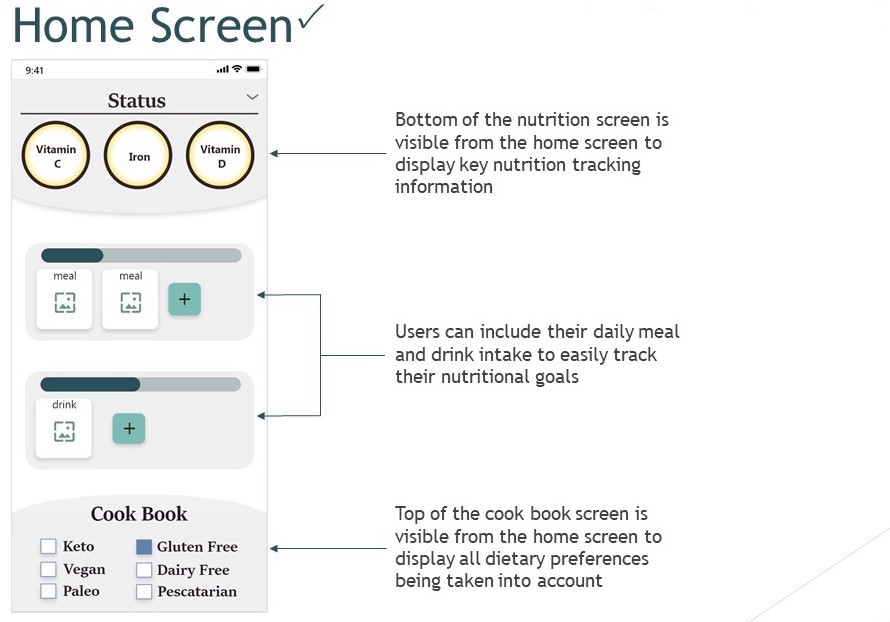 Home Screen✓
9:41
Status
Vitamin C
Iron
Vitamin D
Bottom of the nutrition screen is
visible from the home screen to
display key nutrition tracking
information
meal
meal
+
Users can include their daily meal
and drink intake to easily track
their nutritional goals
drink
+
Cook Book
Keto
Gluten Free
Vegan
Dairy Free
Paleo
Pescatarian
Top of the cook book screen is
visible from the home screen to
display all dietary preferences
being taken into account